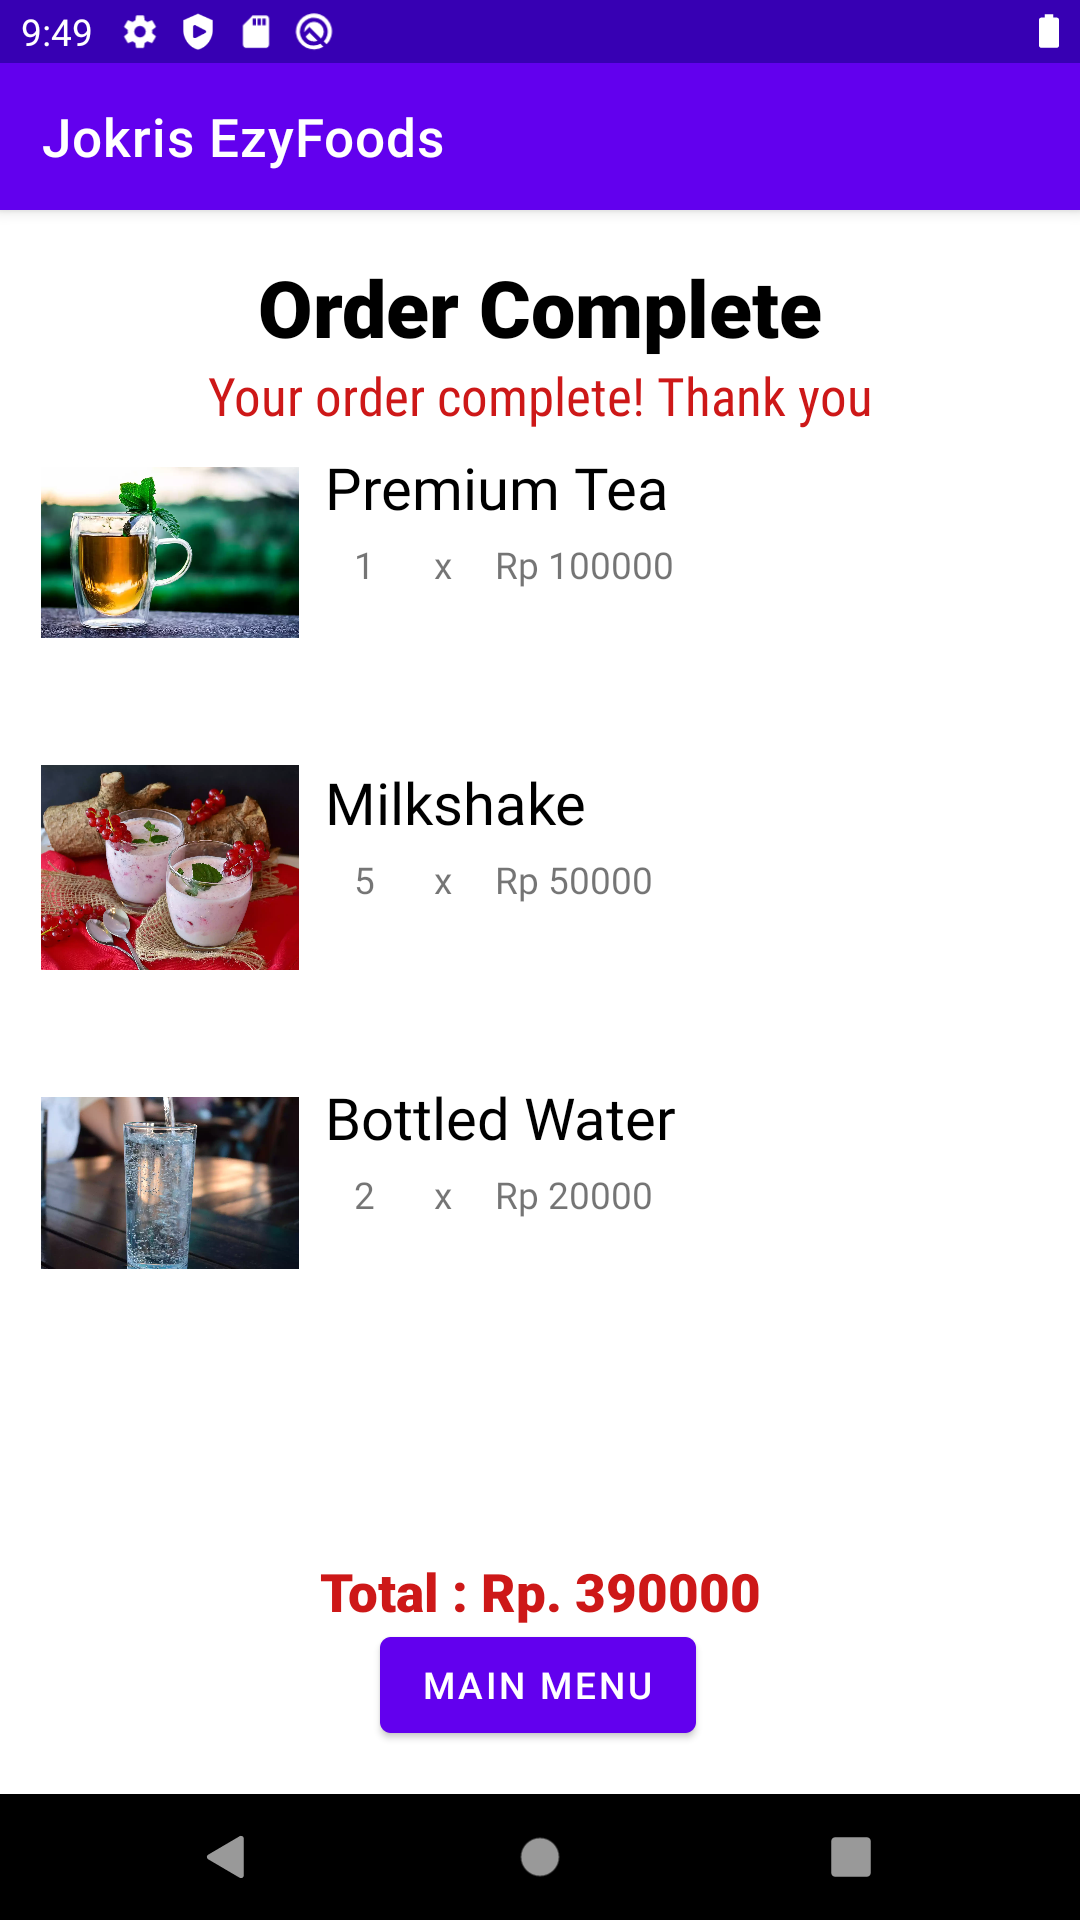 9:49
Jokris EzyFoods
Order Complete
Your order complete! Thank you
Premium Tea
1 x Rp 100000
Milkshake
5 x Rp 50000
Bottled Water
2 x Rp 20000
Total : Rp. 390000
MAIN MENU